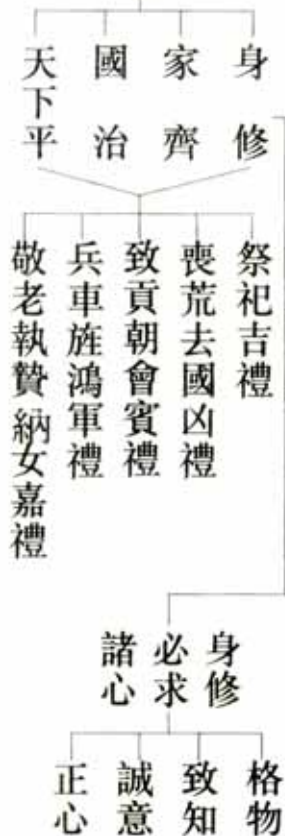 身修
家齊
國治
天下平
祭祀吉禮
喪荒去國凶禮
致貢朝會賓禮
兵車旌鴻軍禮
敬老執贄納女嘉禮
身修
必求
諸心
格物
致知
誠意
正心